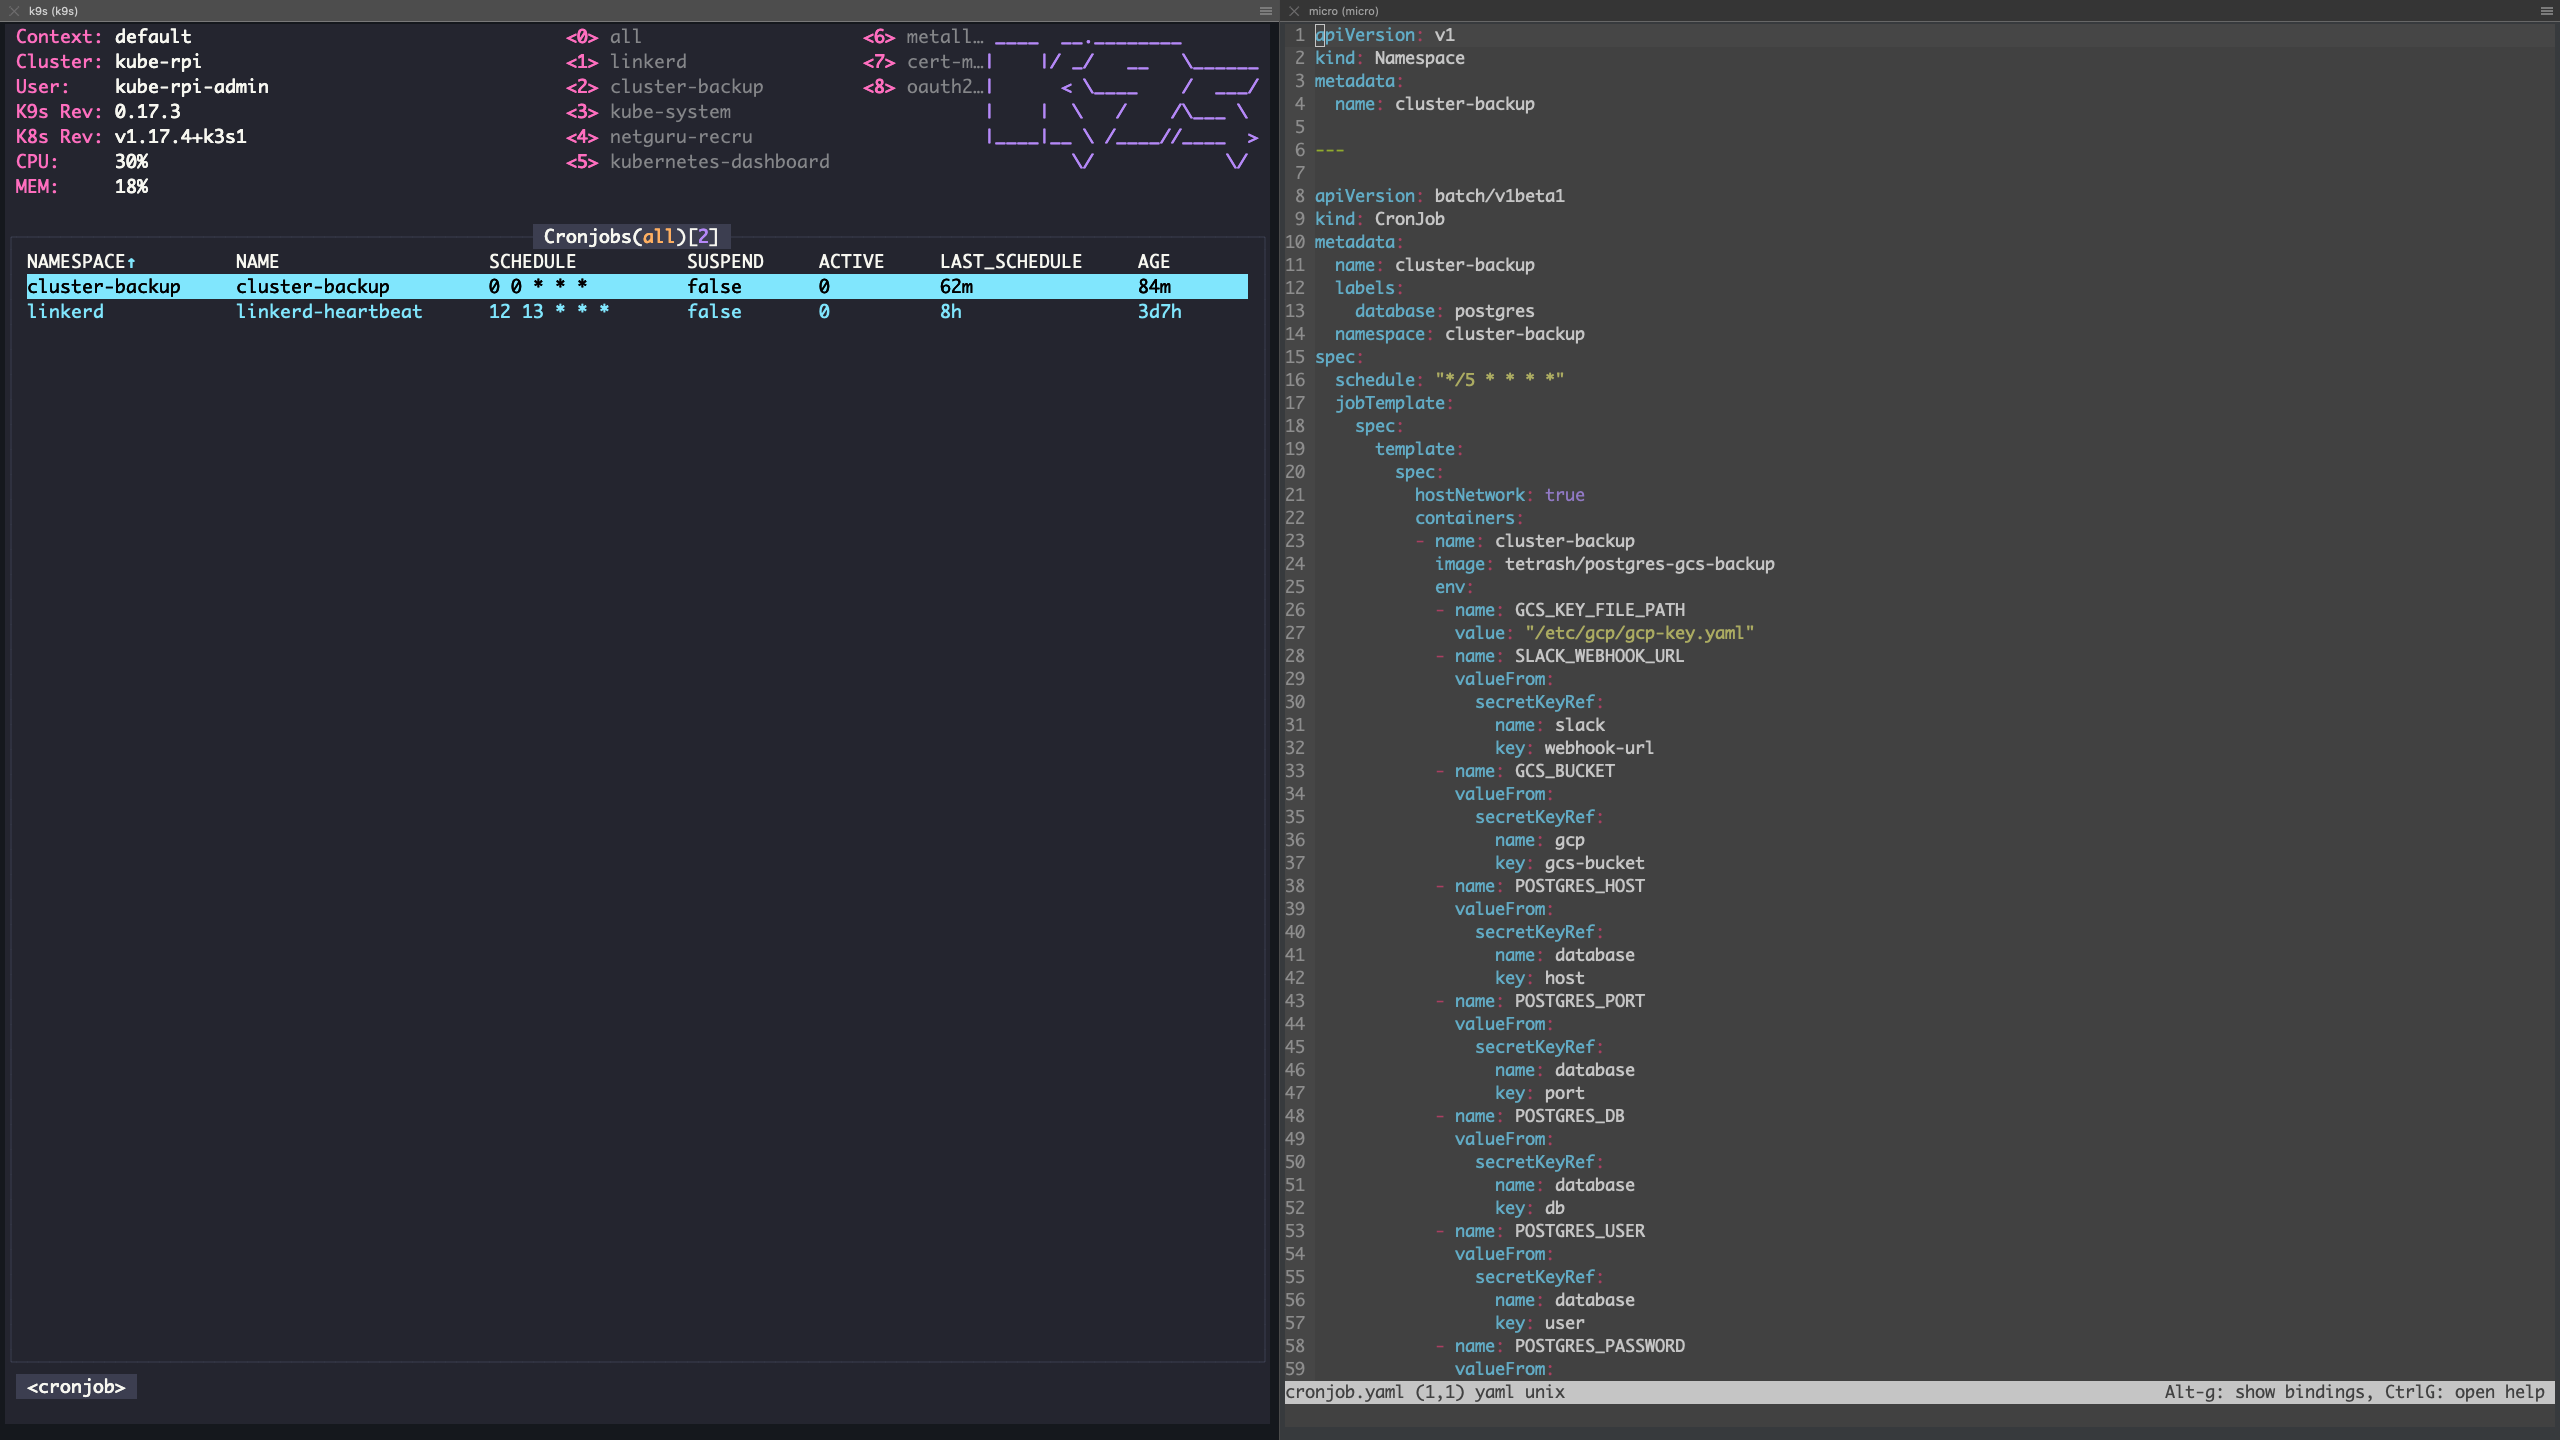 k9s (k9s)
Context: default
Cluster: kube-rpi
User: kube-rpi-admin
K9s Rev: 0.17.3
K8s Rev: v1.17.4+k3s1
CPU: 30%
MEM: 18%
<0> all
<1> linkerd
<2> cluster-backup
<3> kube-system
<4> netguru-recru
<5> kubernetes-dashboard
<6> metall…
<7> cert-m…
<8> oauth2…
Cronjobs(all)[2]
NAMESPACE↑ NAME SCHEDULE SUSPEND ACTIVE LAST_SCHEDULE AGE
cluster-backup cluster-backup 0 0 * * * false 0 62m 84m
linkerd linkerd-heartbeat 12 13 * * * false 0 8h 3d7h
<cronjob>
micro (micro)
1 apiVersion: v1
2 kind: Namespace
3 metadata:
4   name: cluster-backup
5
6 ---
7
8 apiVersion: batch/v1beta1
9 kind: CronJob
10 metadata:
11   name: cluster-backup
12   labels:
13     database: postgres
14   namespace: cluster-backup
15 spec:
16   schedule: "*/5 * * * *"
17   jobTemplate:
18     spec:
19       template:
20         spec:
21           hostNetwork: true
22           containers:
23           - name: cluster-backup
24             image: tetrash/postgres-gcs-backup
25             env:
26             - name: GCS_KEY_FILE_PATH
27               value: "/etc/gcp/gcp-key.yaml"
28             - name: SLACK_WEBHOOK_URL
29               valueFrom:
30                 secretKeyRef:
31                   name: slack
32                   key: webhook-url
33             - name: GCS_BUCKET
34               valueFrom:
35                 secretKeyRef:
36                   name: gcp
37                   key: gcs-bucket
38             - name: POSTGRES_HOST
39               valueFrom:
40                 secretKeyRef:
41                   name: database
42                   key: host
43             - name: POSTGRES_PORT
44               valueFrom:
45                 secretKeyRef:
46                   name: database
47                   key: port
48             - name: POSTGRES_DB
49               valueFrom:
50                 secretKeyRef:
51                   name: database
52                   key: db
53             - name: POSTGRES_USER
54               valueFrom:
55                 secretKeyRef:
56                   name: database
57                   key: user
58             - name: POSTGRES_PASSWORD
59               valueFrom:
cronjob.yaml (1,1) yaml unix
Alt-g: show bindings, CtrlG: open help